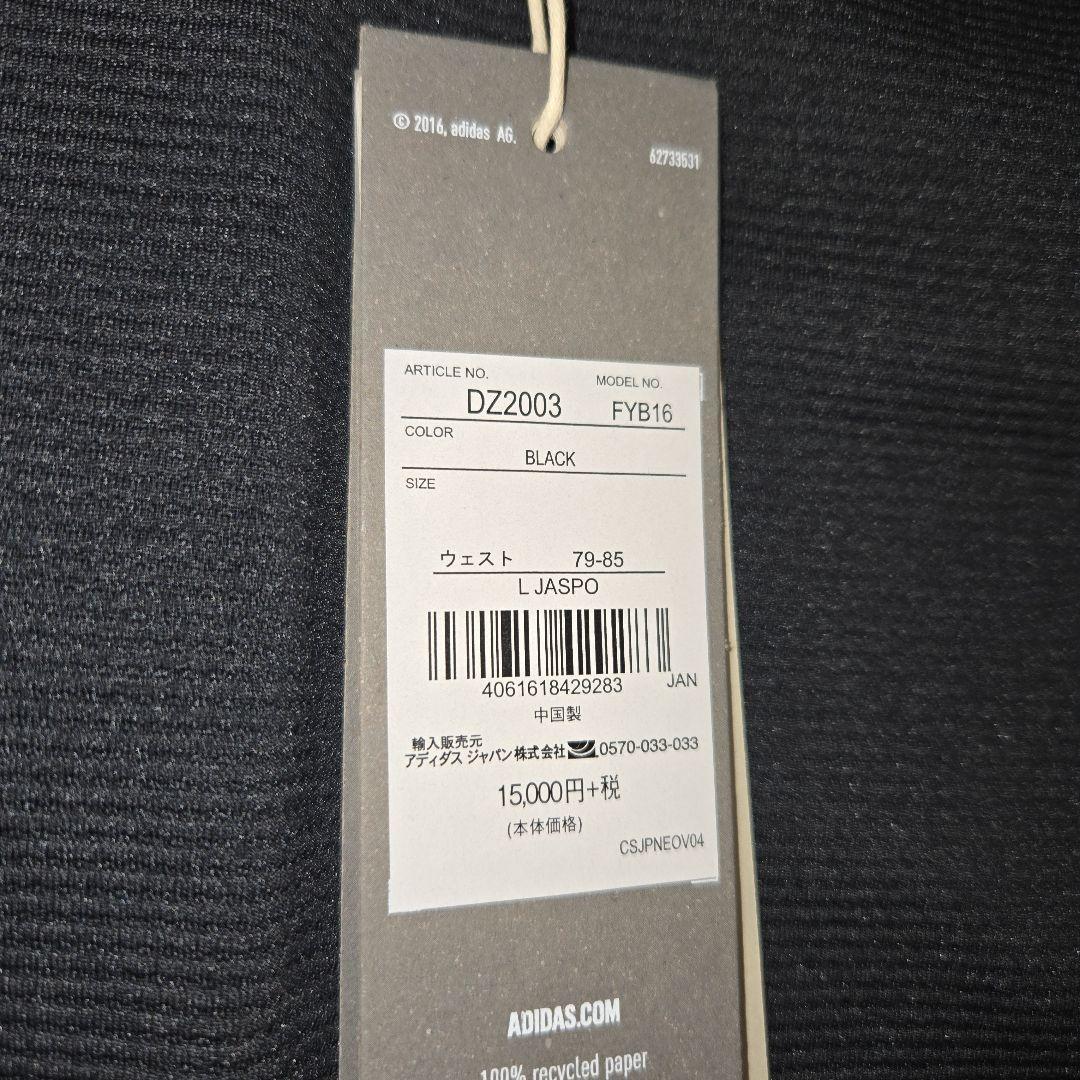 © 2016, adidas AG.
62733531
ARTICLE NO. MODEL NO.
DZ2003 FYB16
COLOR
BLACK
SIZE
ウェスト 79-85
L JASPO
4061618429283 JAN
中国製
輸入販売元
アディダス ジャパン株式会社 0570-033-033
15,000円+税
(本体価格)
CSJPNEOV04
ADIDAS.COM
100% recycled paper